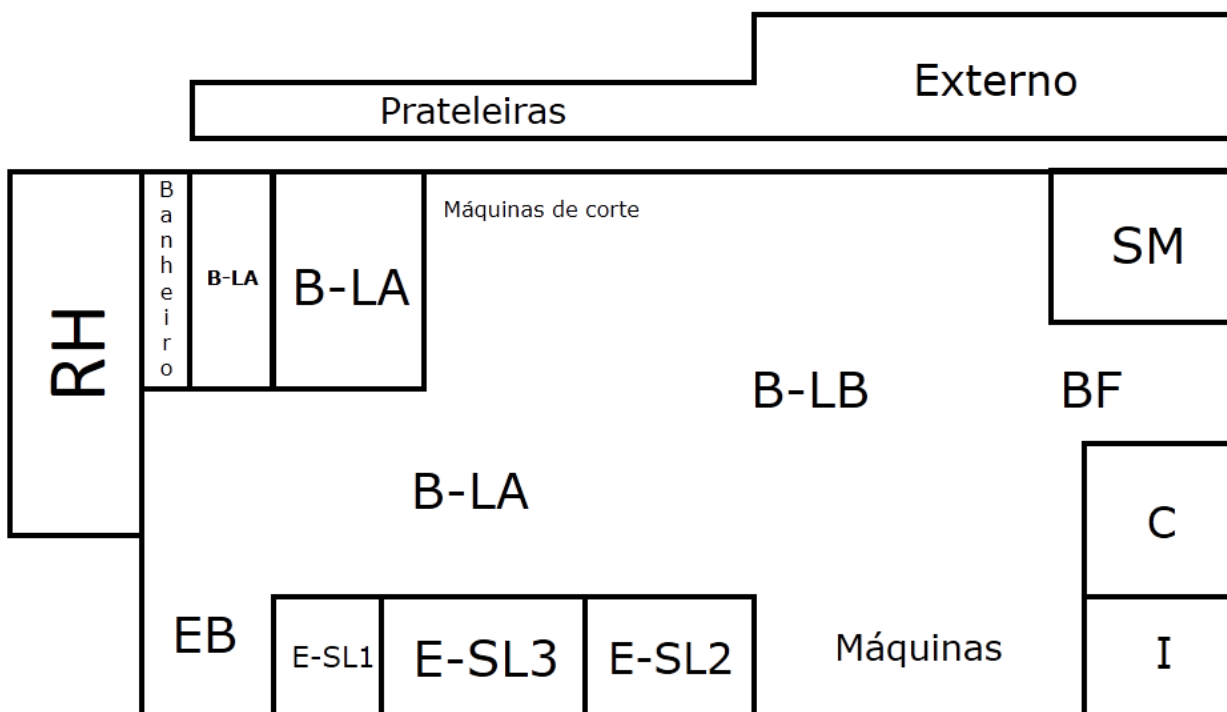 Externo
Prateleiras
Banheiro
Máquinas de corte
SM
B-LA
B-LA
RH
B-LB
BF
B-LA
C
EB
E-SL1
E-SL3
E-SL2
Máquinas
I